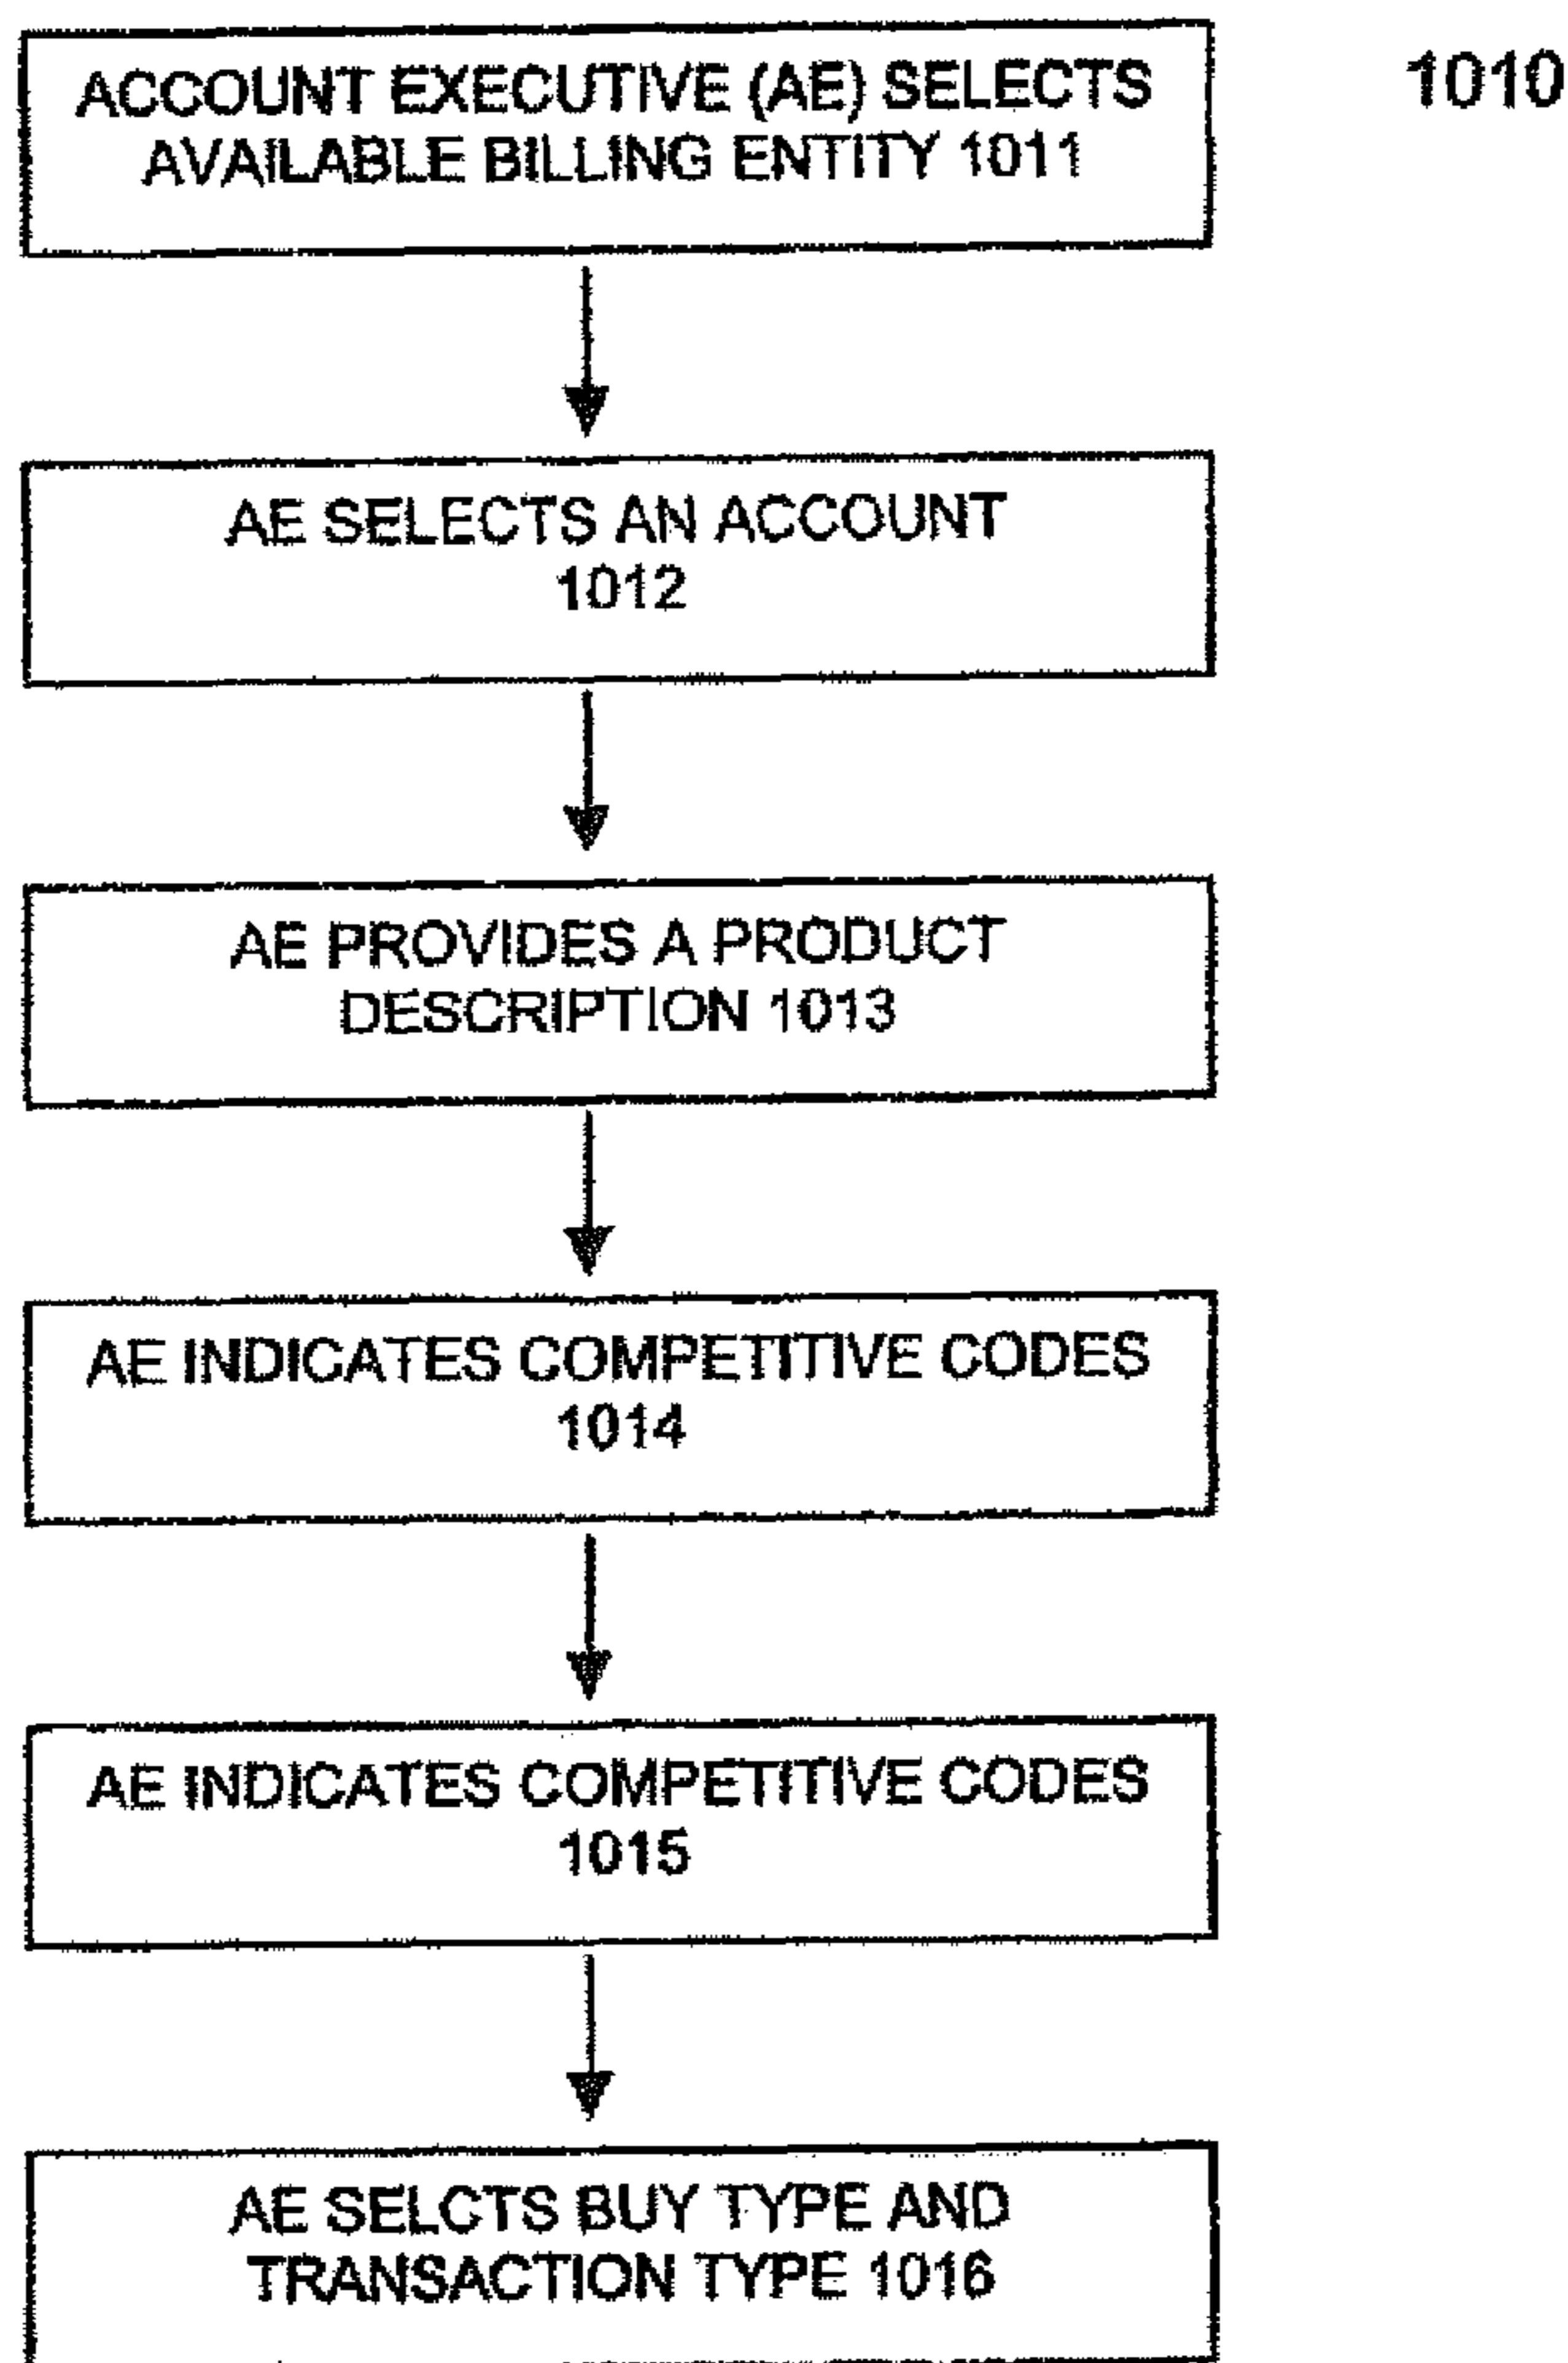 1010
ACCOUNT EXECUTIVE (AE) SELECTS
AVAILABLE BILLING ENTITY 1011
AE SELECTS AN ACCOUNT
1012
AE PROVIDES A PRODUCT
DESCRIPTION 1013
AE INDICATES COMPETITIVE CODES
1014
AE INDICATES COMPETITIVE CODES
1015
AE SELCTS BUY TYPE AND
TRANSACTION TYPE 1016